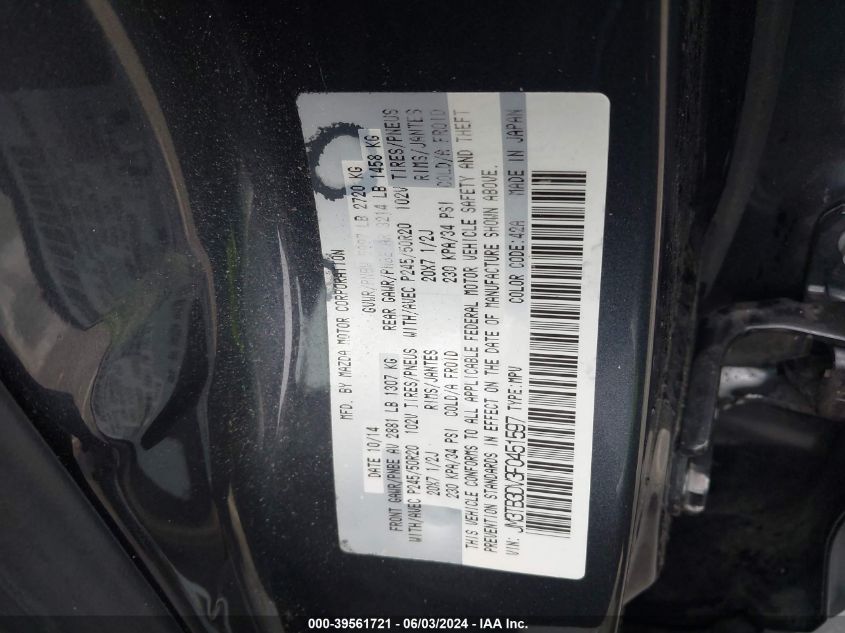 MFD. BY MAZDA MOTOR CORPORATION
DATE 10/14 GVWR/PNBV LB 2720 KG
FRONT GAWR/PNBE AV 2881 LB 1307 KG REAR GAWR/PNBE AR 3214 LB 1458 KG
WITH/AVEC P245/50R20 102V TIRES/PNEUS WITH/AVEC P245/50R20 102V TIRES/PNEUS
20X7 1/2J RIMS/JANTES 20X7 1/2J RIMS/JANTES
230 KPA/34 PSI COLD/A FROID 230 KPA/34 PSI COLD/A FROID
THIS VEHICLE CONFORMS TO ALL APPLICABLE FEDERAL MOTOR VEHICLE SAFETY AND THEFT
PREVENTION STANDARDS IN EFFECT ON THE DATE OF MANUFACTURE SHOWN ABOVE.
VIN: JM3TB3DV3F0451597 TYPE:MPV COLOR CODE:42A MADE IN JAPAN
000-39561721 - 06/03/2024 - IAA Inc.